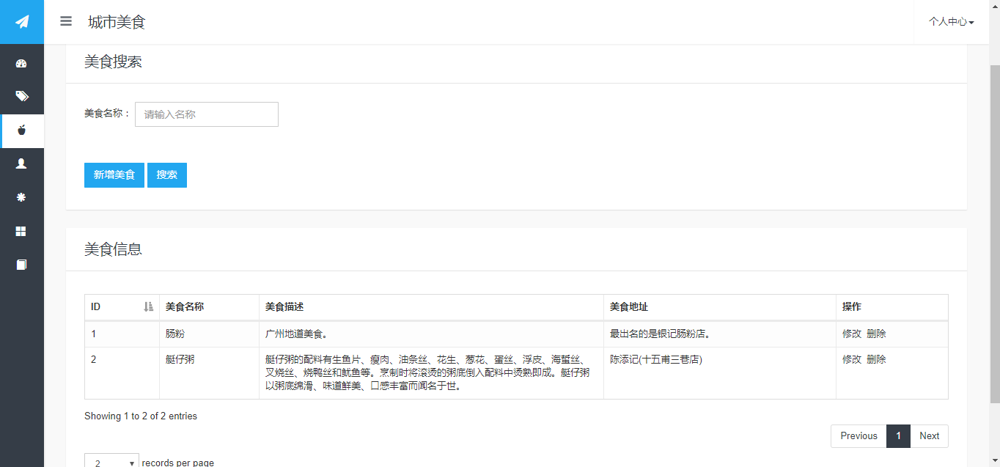 城市美食
个人中心
美食搜索
美食名称：
请输入名称
新增美食 搜索
美食信息
ID 美食名称 美食描述 美食地址 操作
1 肠粉 广州地道美食。 最出名的是银记肠粉店。 修改 删除
2 艇仔粥 艇仔粥的配料有生鱼片、瘦肉、油条丝、花生、葱花、蛋丝、浮皮、海蜇丝、 陈添记(十五甫三巷店) 修改 删除
叉烧丝、烧鸭丝和鱿鱼等。烹制时将滚烫的粥底倒入配料中烫熟即成。艇仔粥
以粥底绵滑、味道鲜美、口感丰富而闻名于世。
Showing 1 to 2 of 2 entries
Previous 1 Next
2 records per page